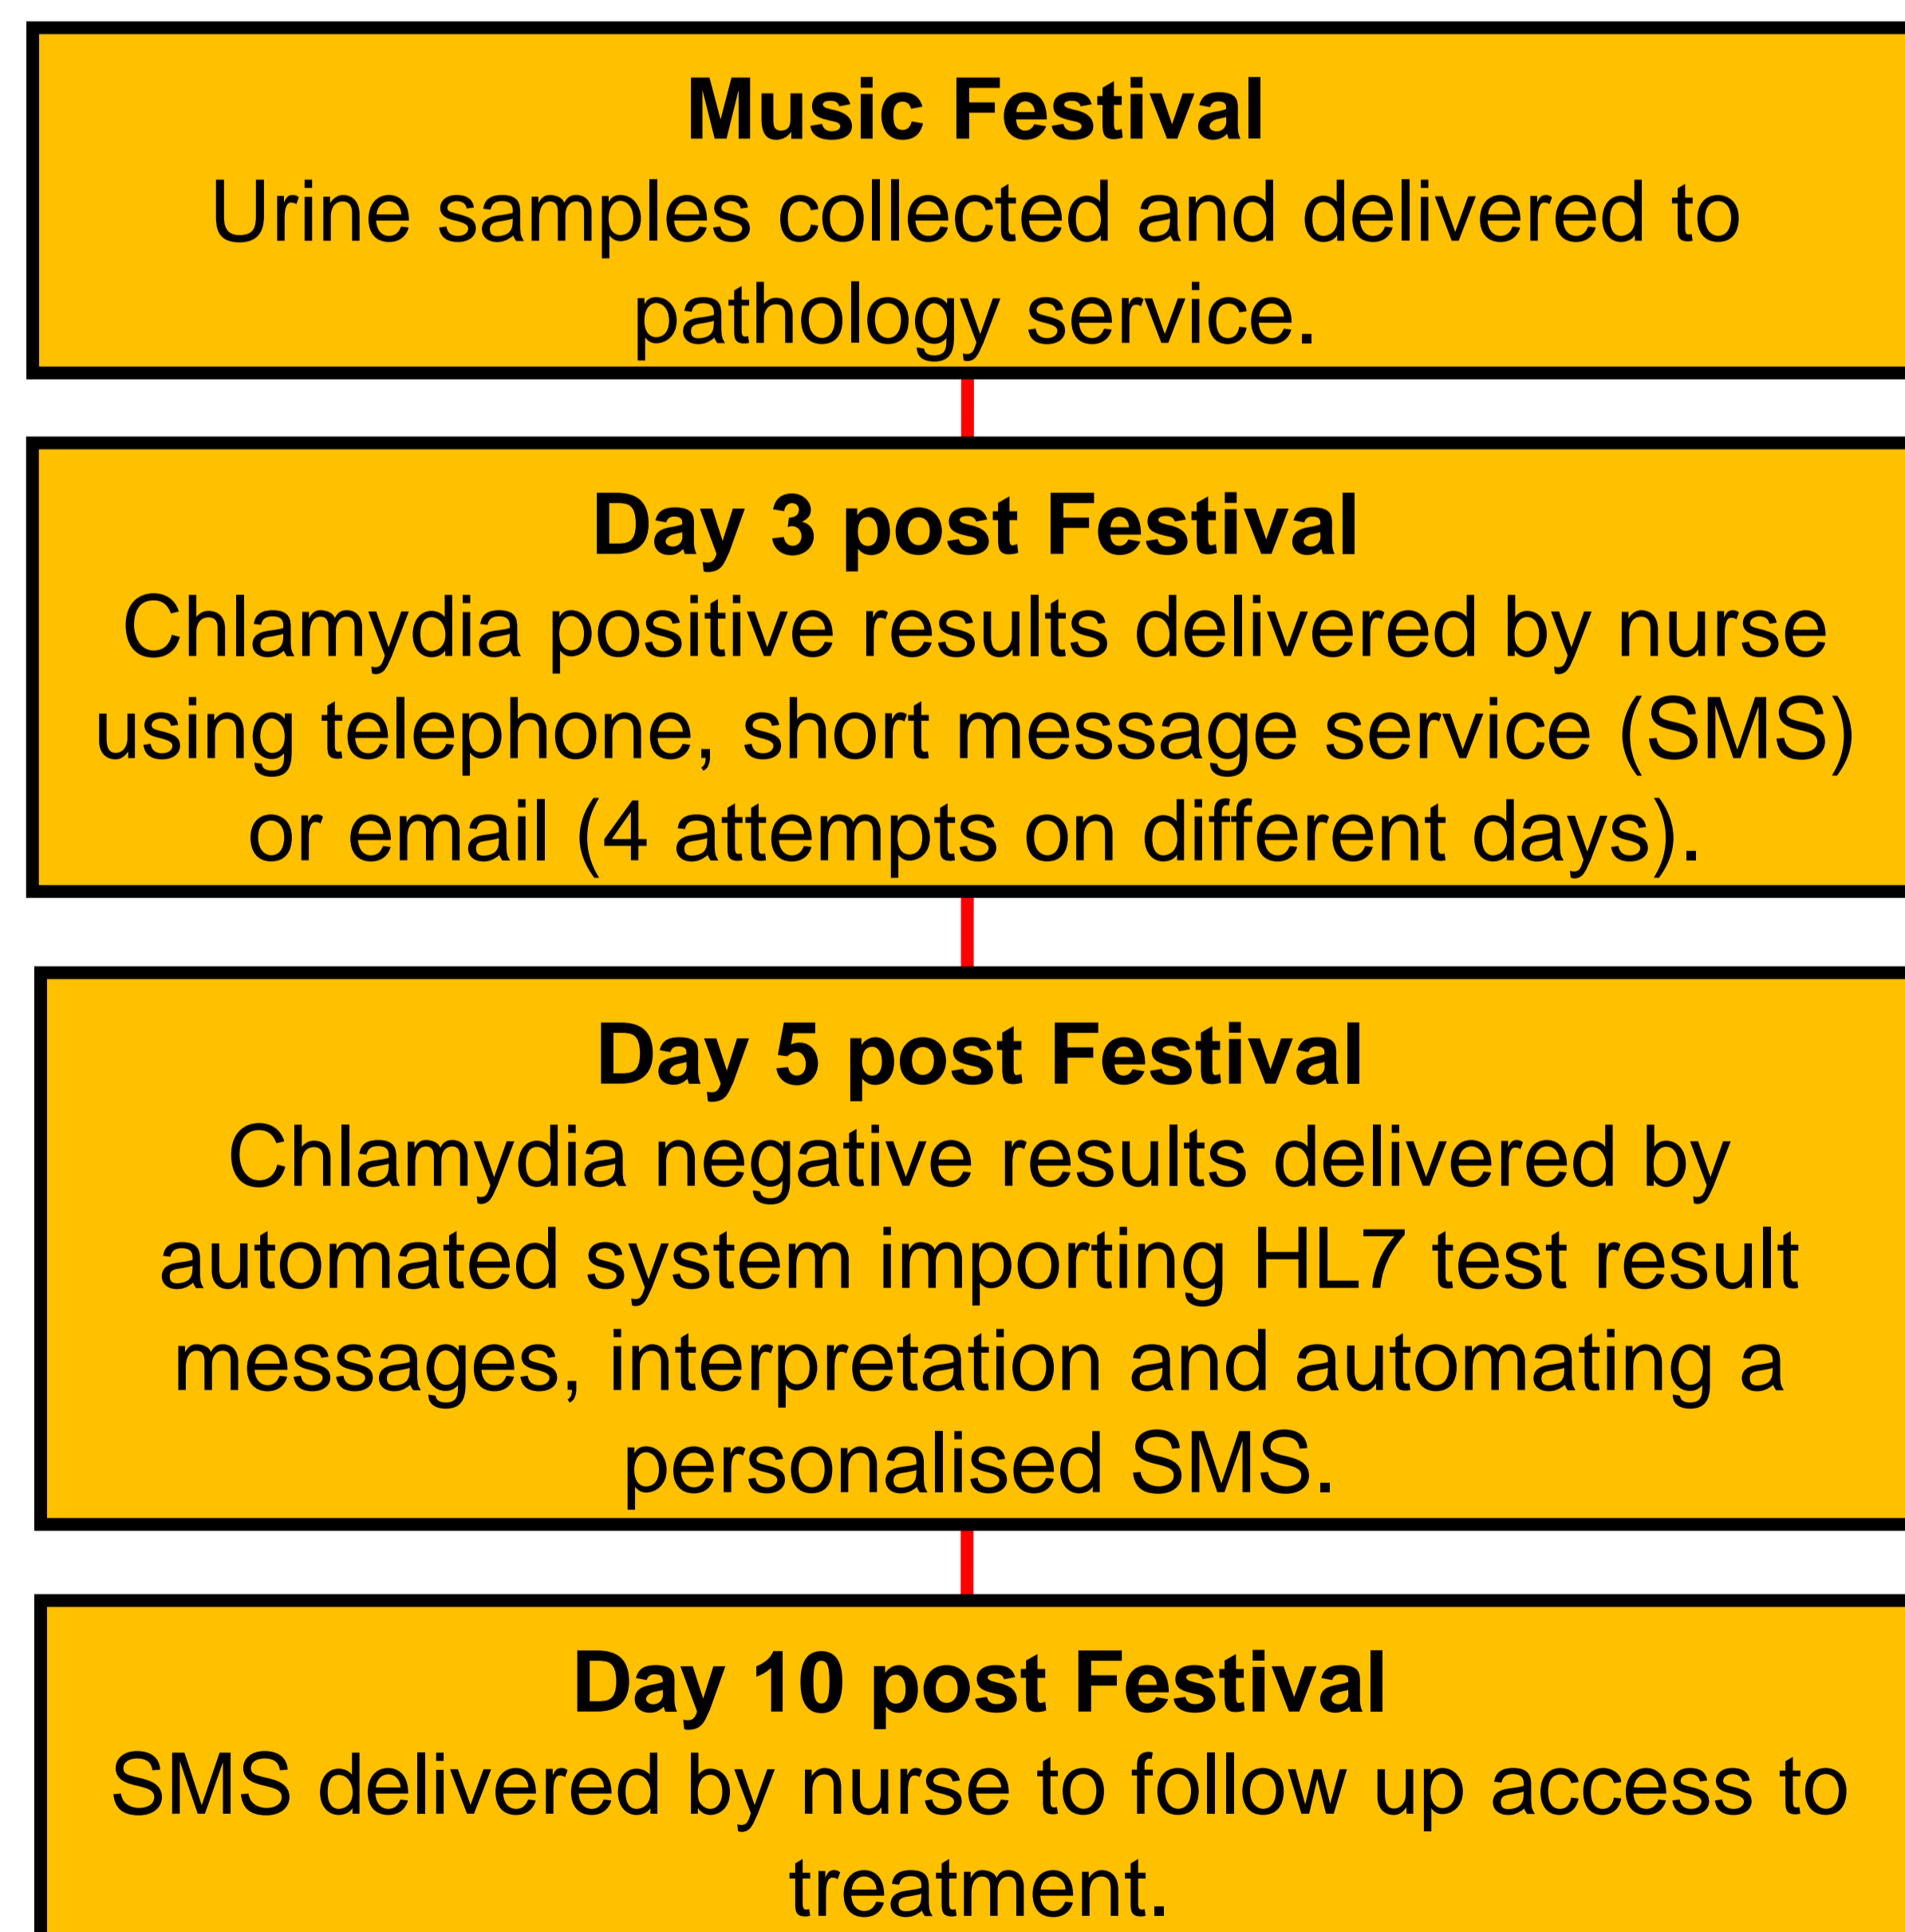 Music Festival
Urine samples collected and delivered to
pathology service.
Day 3 post Festival
Chlamydia positive results delivered by nurse
using telephone, short message service (SMS)
or email (4 attempts on different days).
Day 5 post Festival
Chlamydia negative results delivered by
automated system importing HL7 test result
messages, interpretation and automating a
personalised SMS.
Day 10 post Festival
SMS delivered by nurse to follow up access to
treatment.